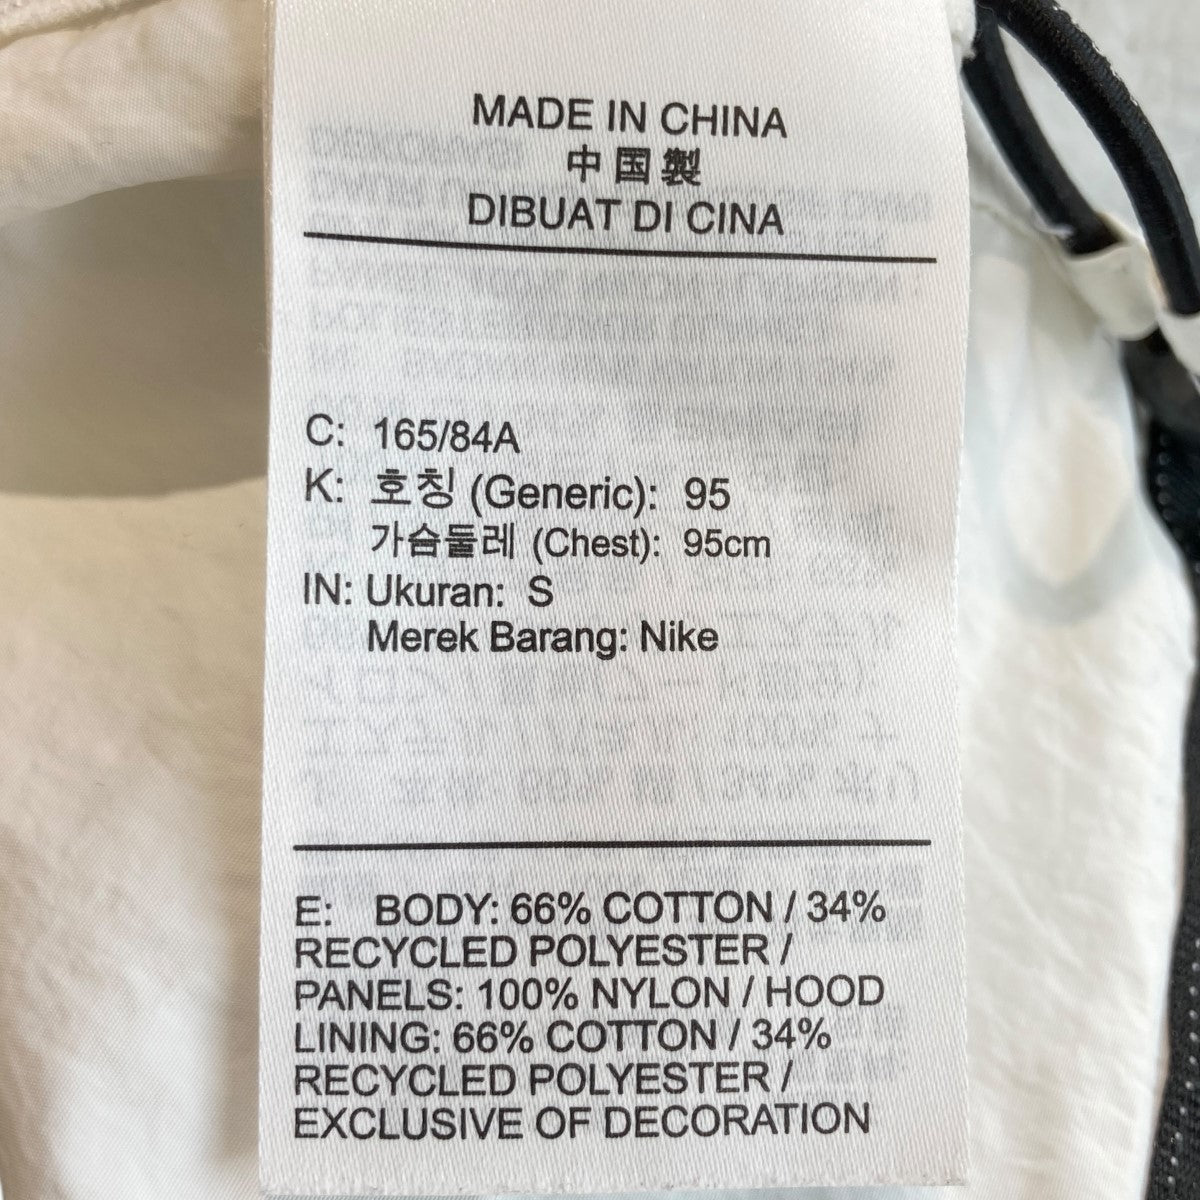 MADE IN CHINA
中国製
DIBUAT DI CINA
C: 165/84A
K: 호칭 (Generic): 95
가슴둘레 (Chest): 95cm
IN: Ukuran: S
Merek Barang: Nike
E: BODY: 66% COTTON / 34%
RECYCLED POLYESTER /
PANELS: 100% NYLON / HOOD
LINING: 66% COTTON / 34%
RECYCLED POLYESTER /
EXCLUSIVE OF DECORATION